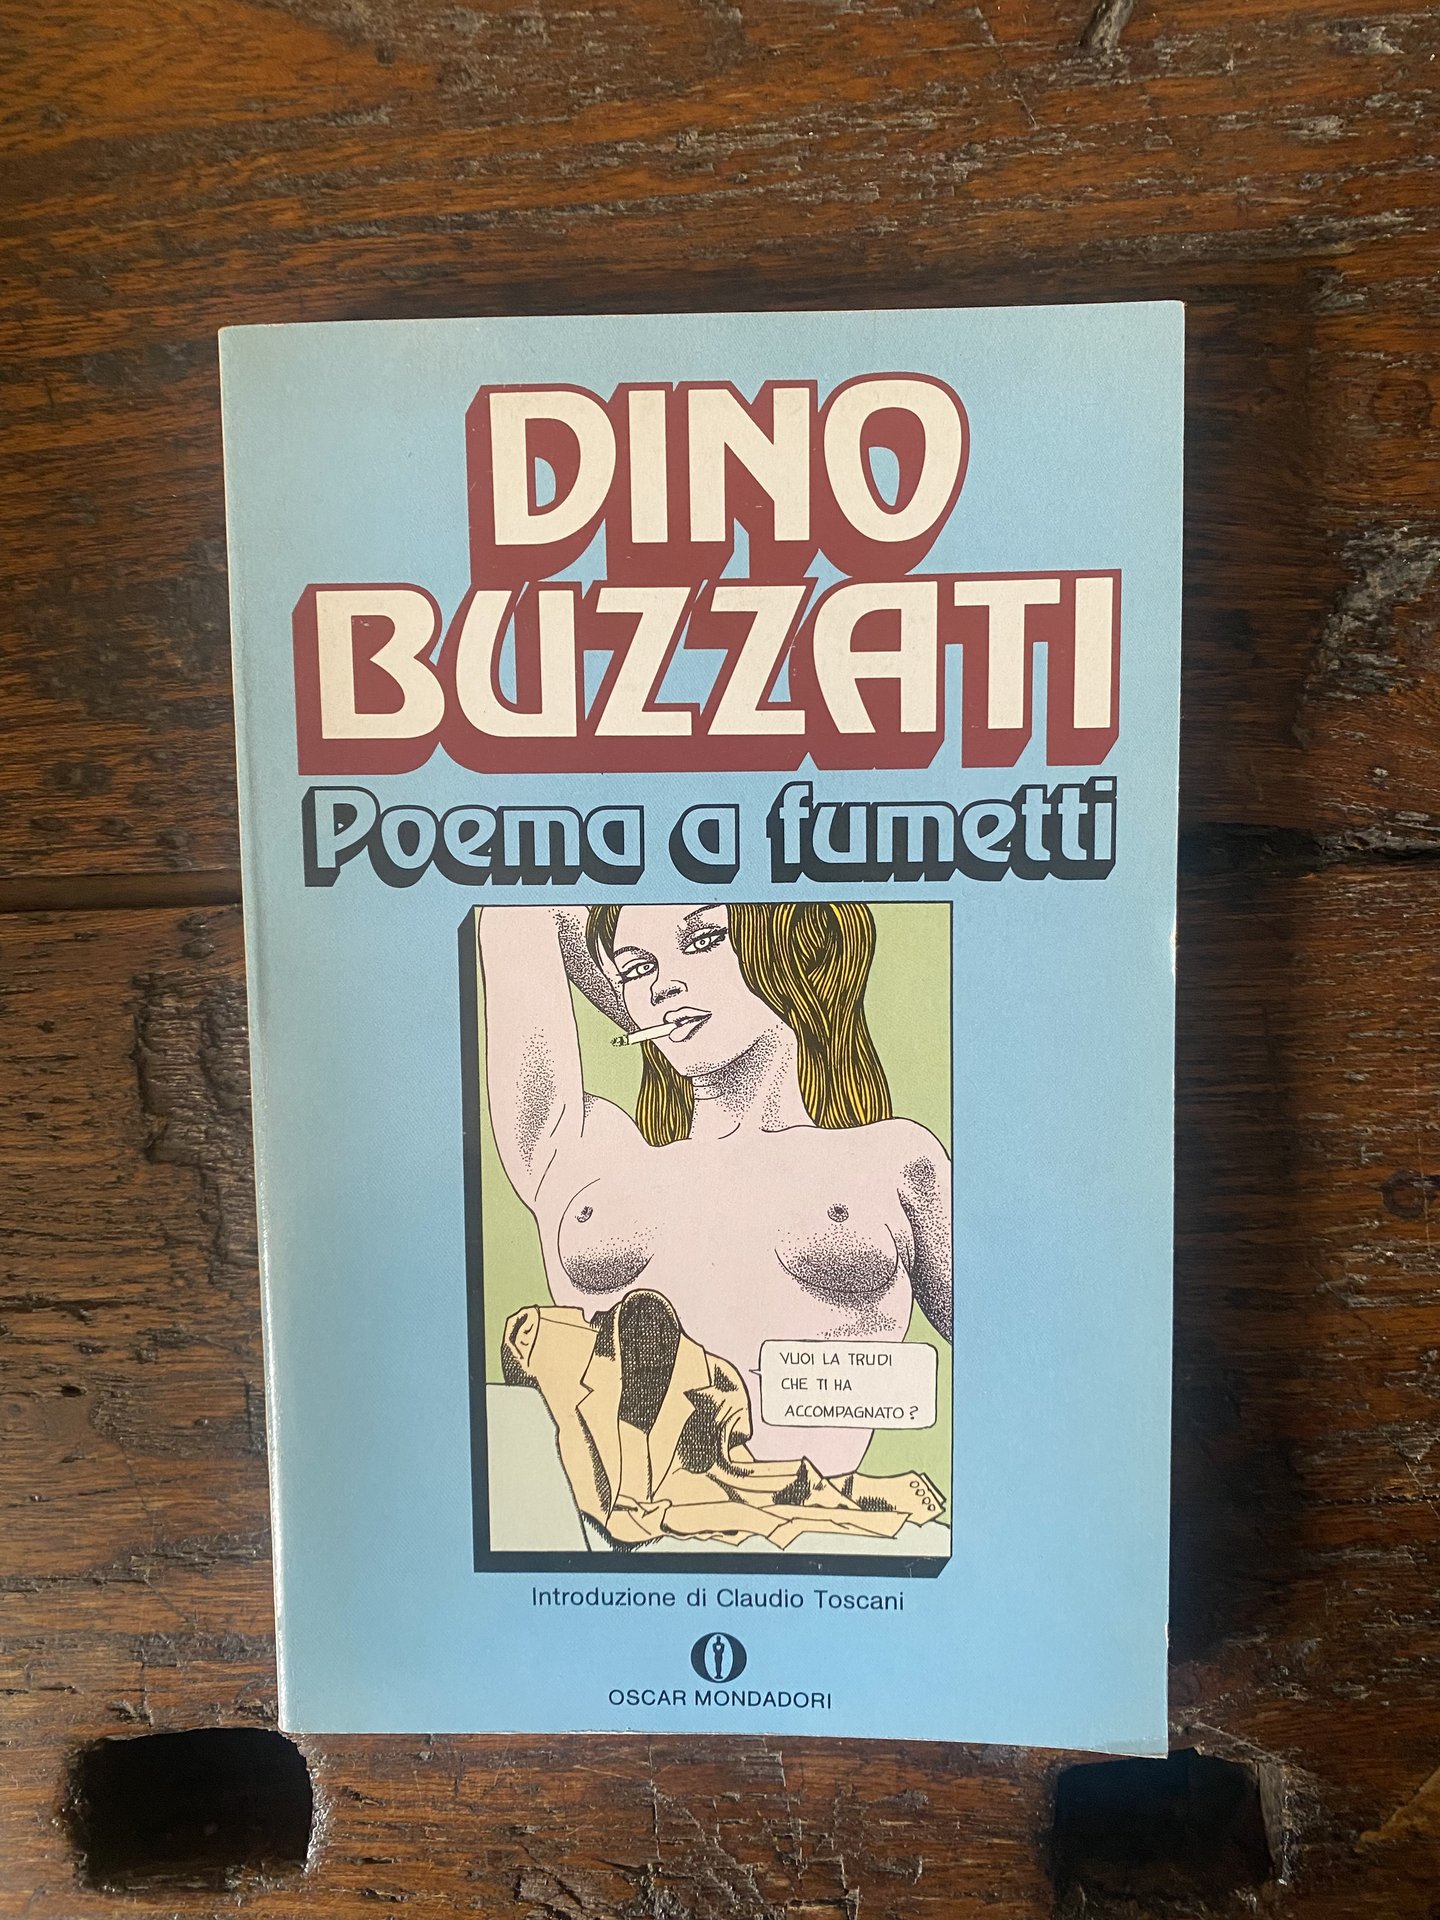 DINO
BUZZATI
Poema a fumetti
VUOI LA TRUDI
CHE TI HA
ACCOMPAGNATO?
Introduzione di Claudio Toscani
OSCAR MONDADORI